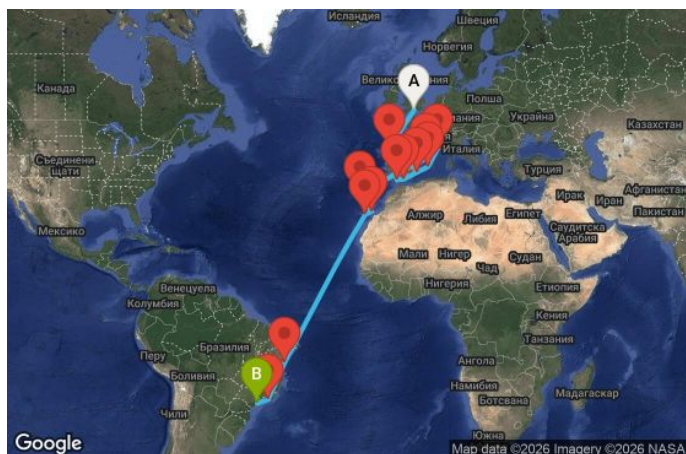 Исландия
Швеция
Норвегия
Канада
A
Полша
Украйна
Казахстан
Италия
Съединени
щати
Турция
Ирак
Иран
Афганистан
Пакистан
Алжир
Либия
Египет
Саудитска
Арабия
Мексико
Мали
Нигер
Чад
Судан
Венецуела
Колумбия
Нигерия
Етиопия
Кения
Танзания
Перу
Бразилия
Ангола
B
Боливия
Намибия
Ботсвана
Мадагаскар
Чили
Южна
Google
Map data ©2026 Imagery ©2026 NASA